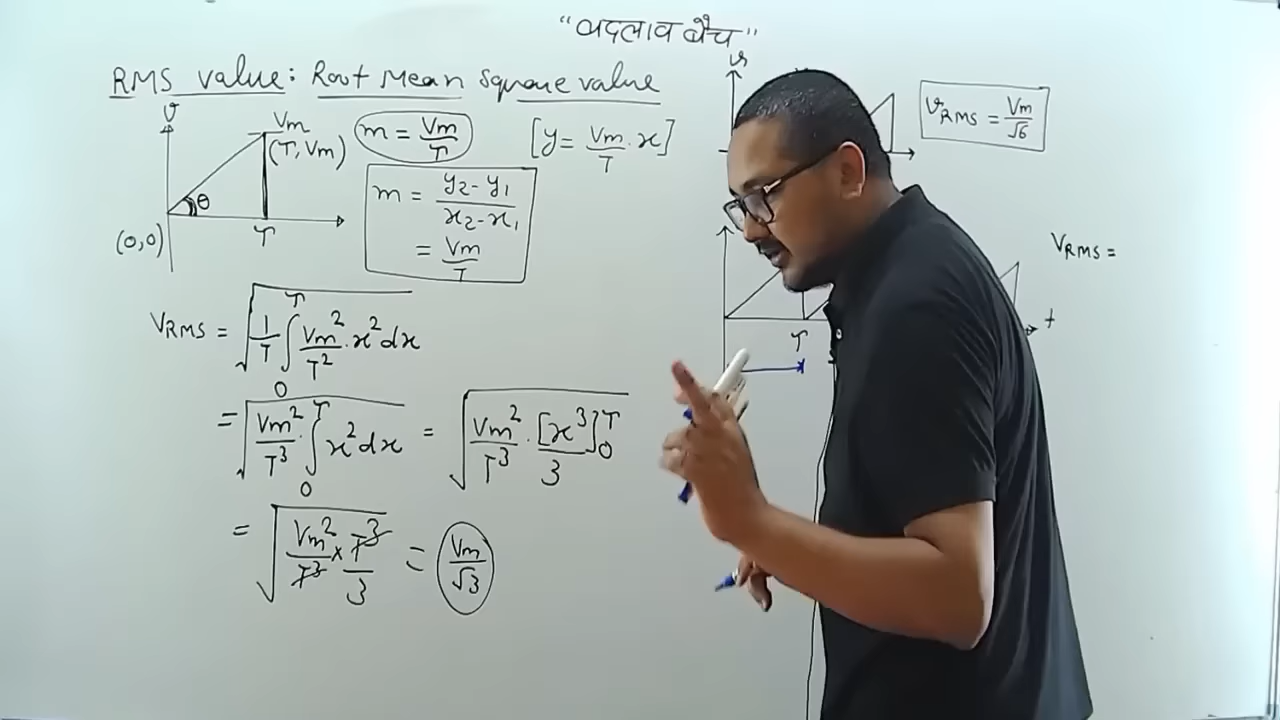 “बदलाव बैच”
RMS value: Root Mean Square value
v
Vm
(T, Vm)
θ
(0,0)
T
m = Vm/T
[y = Vm/T · x]
m = y₂ - y₁ / x₂ - x₁
= Vm/T
VRMS = √(1/T ∫₀ᵀ Vm²/T² · x² dx)
= √(Vm²/T³ · ∫₀ᵀ x² dx) = √(Vm²/T³ · [x³]₀ᵀ/3)
= √(Vm²/T³ × T³/3) = Vm/√3
v
VRMS = Vm/√6
VRMS =
T
t